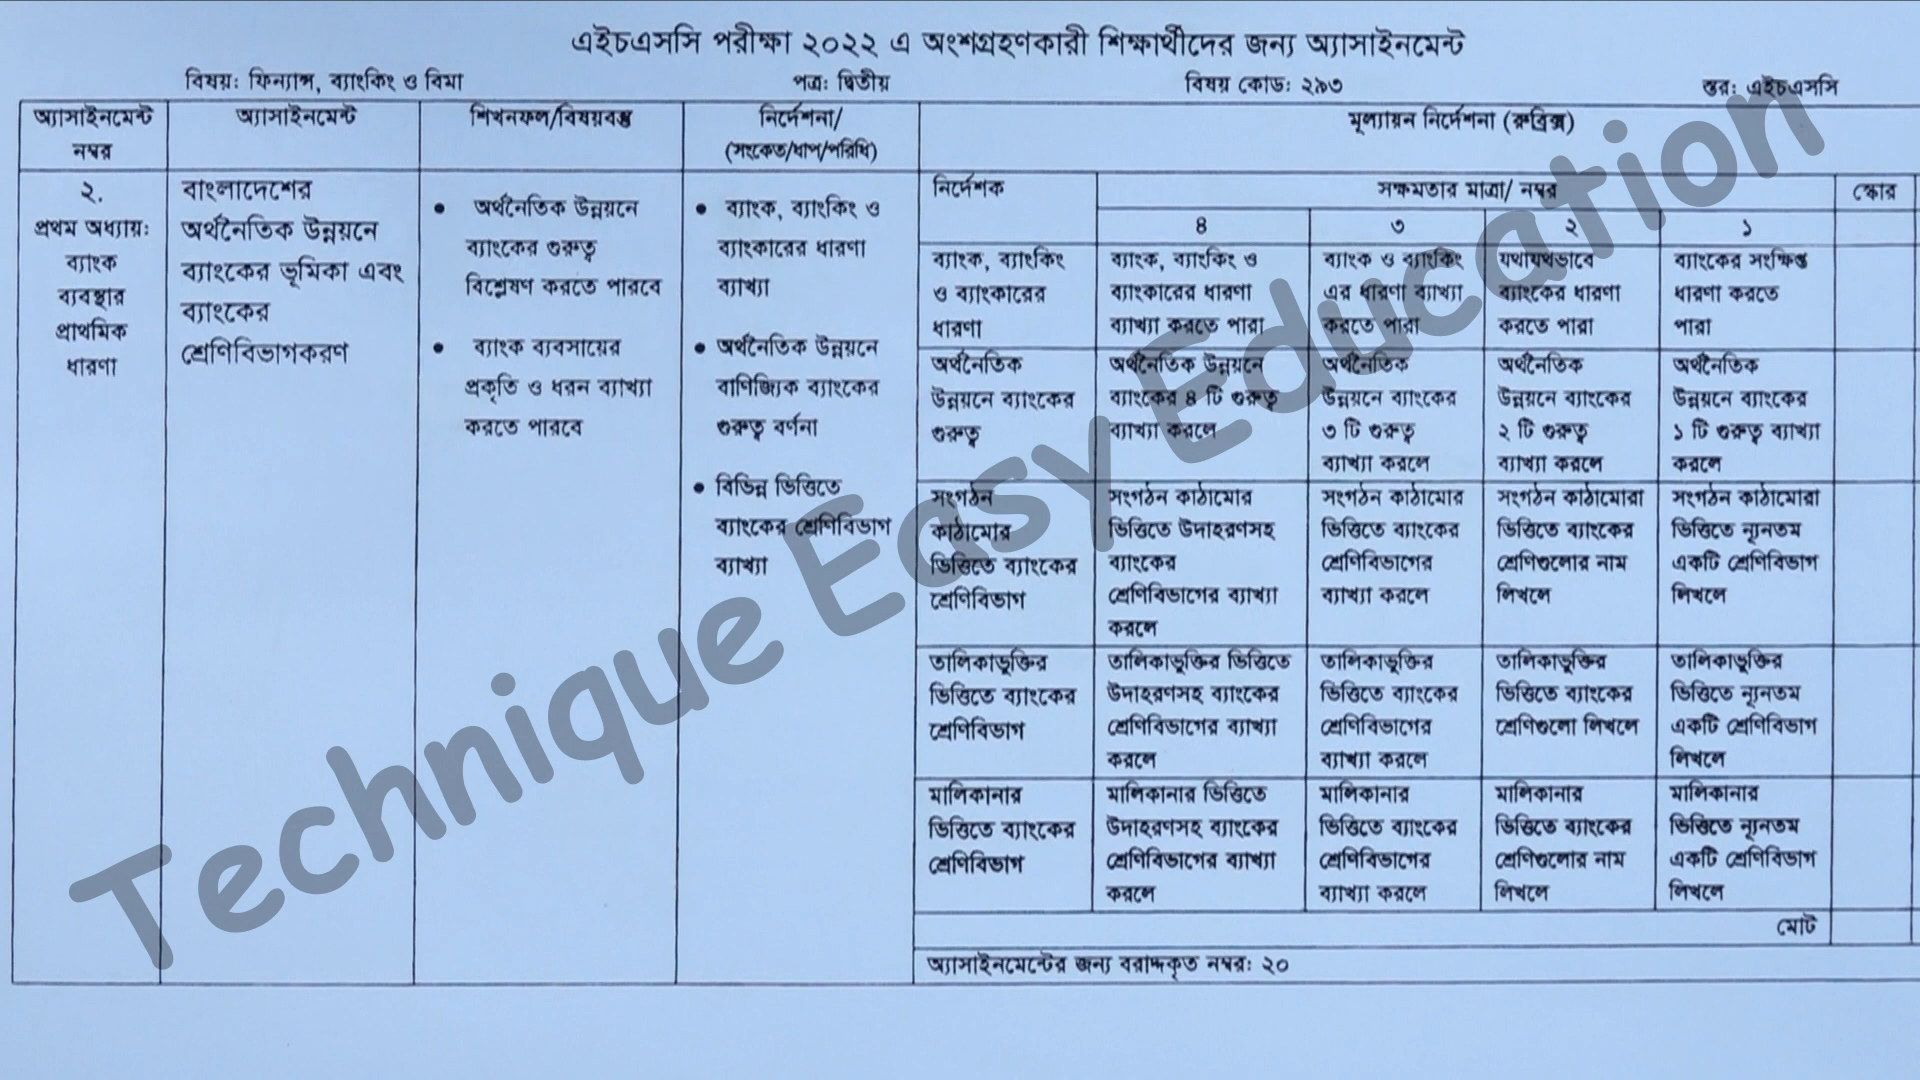 এইচএসসি পরীক্ষা ২০২২ এ অংশগ্রহণকারী শিক্ষার্থীদের জন্য অ্যাসাইনমেন্ট
বিষয়: ফিন্যান্স, ব্যাংকিং ও বিমা পত্র: দ্বিতীয় বিষয় কোড: ২৯৩ স্তর: এইচএসসি
অ্যাসাইনমেন্ট
নম্বর
অ্যাসাইনমেন্ট
শিখনফল/বিষয়বস্তু
নির্দেশনা/
(সংকেত/ধাপ/পরিধি)
মূল্যায়ন নির্দেশনা (রুব্রিক্স)
২.
প্রথম অধ্যায়:
ব্যাংক
ব্যবস্থার
প্রাথমিক
ধারণা
বাংলাদেশের
অর্থনৈতিক উন্নয়নে
ব্যাংকের ভূমিকা এবং
ব্যাংকের
শ্রেণিবিভাগকরণ
• অর্থনৈতিক উন্নয়নে
ব্যাংকের গুরুত্ব
বিশ্লেষণ করতে পারবে
• ব্যাংক ব্যবসায়ের
প্রকৃতি ও ধরন ব্যাখ্যা
করতে পারবে
• ব্যাংক, ব্যাংকিং ও
ব্যাংকারের ধারণা
ব্যাখ্যা
• অর্থনৈতিক উন্নয়নে
বাণিজ্যিক ব্যাংকের
গুরুত্ব বর্ণনা
• বিভিন্ন ভিত্তিতে
ব্যাংকের শ্রেণিবিভাগ
ব্যাখ্যা
নির্দেশক
সক্ষমতার মাত্রা/ নম্বর
স্কোর
৪ ৩ ২ ১
ব্যাংক, ব্যাংকিং
ও ব্যাংকারের
ধারণা
ব্যাংক, ব্যাংকিং ও
ব্যাংকারের ধারণা
ব্যাখ্যা করতে পারা
ব্যাংক ও ব্যাংকিং
এর ধারণা ব্যাখ্যা
করতে পারা
যথাযথভাবে
ব্যাংকের ধারণা
করতে পারা
ব্যাংকের সংক্ষিপ্ত
ধারণা করতে
পারা
অর্থনৈতিক
উন্নয়নে ব্যাংকের
গুরুত্ব
অর্থনৈতিক উন্নয়নে
ব্যাংকের ৪ টি গুরুত্ব
ব্যাখ্যা করলে
অর্থনৈতিক
উন্নয়নে ব্যাংকের
৩ টি গুরুত্ব
ব্যাখ্যা করলে
অর্থনৈতিক
উন্নয়নে ব্যাংকের
২ টি গুরুত্ব
ব্যাখ্যা করলে
অর্থনৈতিক
উন্নয়নে ব্যাংকের
১ টি গুরুত্ব ব্যাখ্যা
করলে
সংগঠন
কাঠামোর
ভিত্তিতে ব্যাংকের
শ্রেণিবিভাগ
সংগঠন কাঠামোর
ভিত্তিতে উদাহরণসহ
ব্যাংকের
শ্রেণিবিভাগের ব্যাখ্যা
করলে
সংগঠন কাঠামোর
ভিত্তিতে ব্যাংকের
শ্রেণিবিভাগের
ব্যাখ্যা করলে
সংগঠন কাঠামোরা
ভিত্তিতে ব্যাংকের
শ্রেণিগুলোর নাম
লিখলে
সংগঠন কাঠামোরা
ভিত্তিতে ন্যূনতম
একটি শ্রেণিবিভাগ
লিখলে
তালিকাভুক্তির
ভিত্তিতে ব্যাংকের
শ্রেণিবিভাগ
তালিকাভুক্তির ভিত্তিতে
উদাহরণসহ ব্যাংকের
শ্রেণিবিভাগের ব্যাখ্যা
করলে
তালিকাভুক্তির
ভিত্তিতে ব্যাংকের
শ্রেণিবিভাগের
ব্যাখ্যা করলে
তালিকাভুক্তির
ভিত্তিতে ব্যাংকের
শ্রেণিগুলো লিখলে
তালিকাভুক্তির
ভিত্তিতে ন্যূনতম
একটি শ্রেণিবিভাগ
লিখলে
মালিকানার
ভিত্তিতে ব্যাংকের
শ্রেণিবিভাগ
মালিকানার ভিত্তিতে
উদাহরণসহ ব্যাংকের
শ্রেণিবিভাগের ব্যাখ্যা
করলে
মালিকানার
ভিত্তিতে ব্যাংকের
শ্রেণিবিভাগের
ব্যাখ্যা করলে
মালিকানার
ভিত্তিতে ব্যাংকের
শ্রেণিগুলোর নাম
লিখলে
মালিকানার
ভিত্তিতে ন্যূনতম
একটি শ্রেণিবিভাগ
লিখলে
মোট
অ্যাসাইনমেন্টের জন্য বরাদ্দকৃত নম্বর: ২০
Technique Easy Education